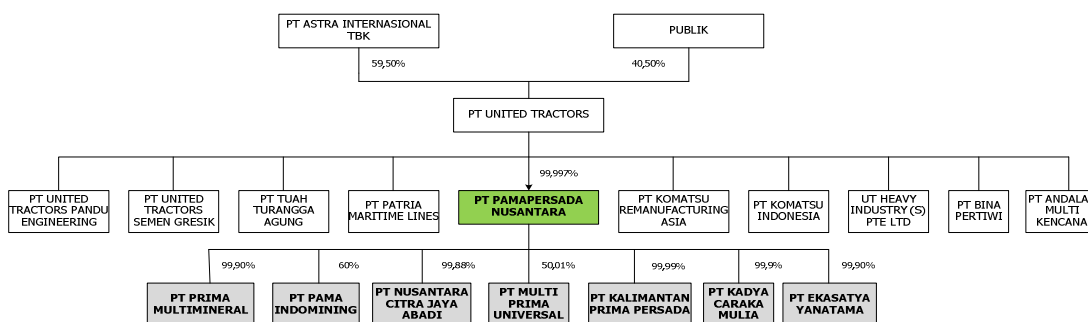 PT ASTRA INTERNASIONAL
TBK
PUBLIK
59,50%
40,50%
PT UNITED TRACTORS
99,997%
PT UNITED
TRACTORS PANDU
ENGINEERING
PT UNITED
TRACTORS
SEMEN GRESIK
PT TUAH
TURANGGA
AGUNG
PT PATRIA
MARITIME LINES
PT PAMAPERSADA
NUSANTARA
PT KOMATSU
REMANUFACTURING
ASIA
PT KOMATSU
INDONESIA
UT HEAVY
INDUSTRY (S)
PTE LTD
PT BINA
PERTIWI
PT ANDALA
MULTI
KENCANA
99,90%
60%
99,88%
50,01%
99,99%
99,9%
99,90%
PT PRIMA
MULTIMINERAL
PT PAMA
INDOMINING
PT NUSANTARA
CITRA JAYA
ABADI
PT MULTI
PRIMA
UNIVERSAL
PT KALIMANTAN
PRIMA PERSADA
PT KADYA
CARAKA
MULIA
PT EKASATYA
YANATAMA